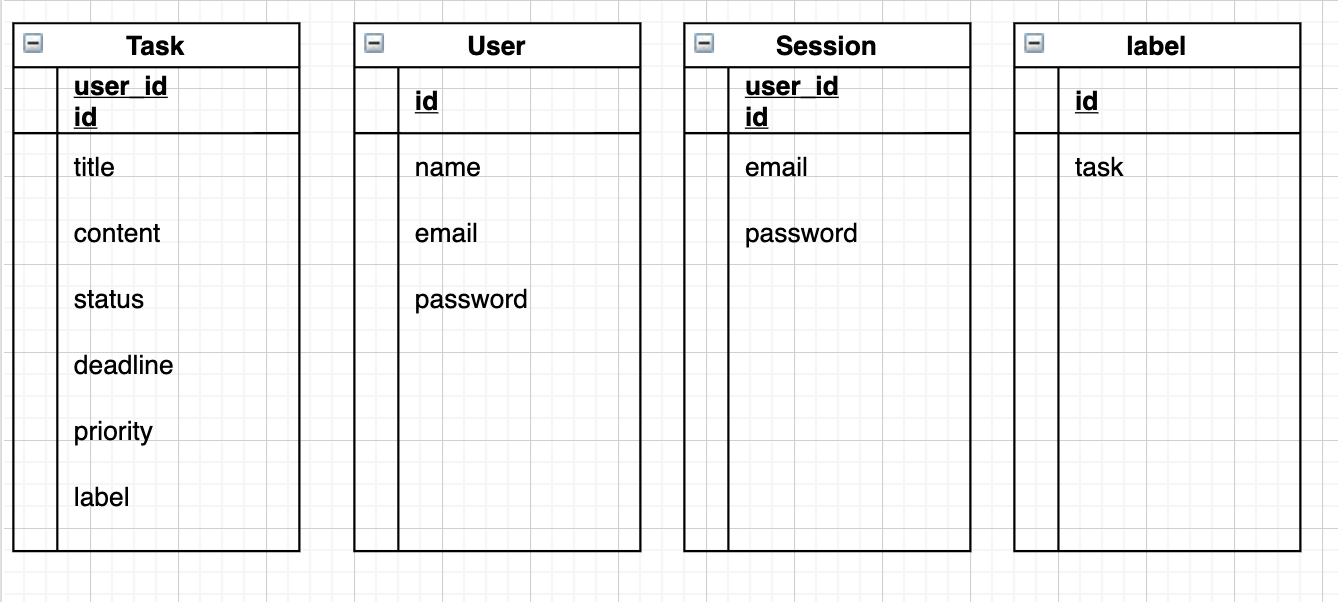 Task
user_id
id
title
content
status
deadline
priority
label
User
id
name
email
password
Session
user_id
id
email
password
label
id
task